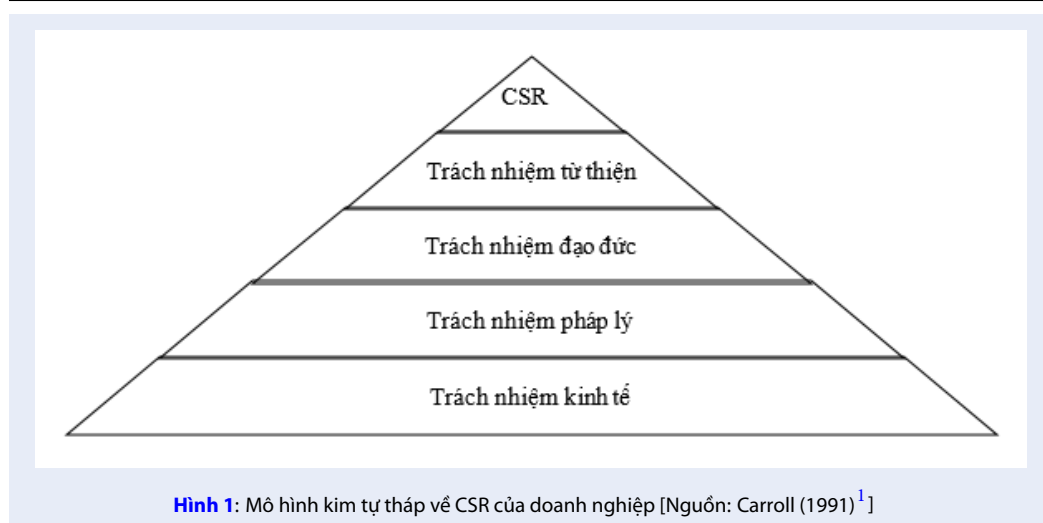 CSR
Trách nhiệm từ thiện
Trách nhiệm đạo đức
Trách nhiệm pháp lý
Trách nhiệm kinh tế
Hình 1: Mô hình kim tự tháp về CSR của doanh nghiệp [Nguồn: Carroll (1991)1]